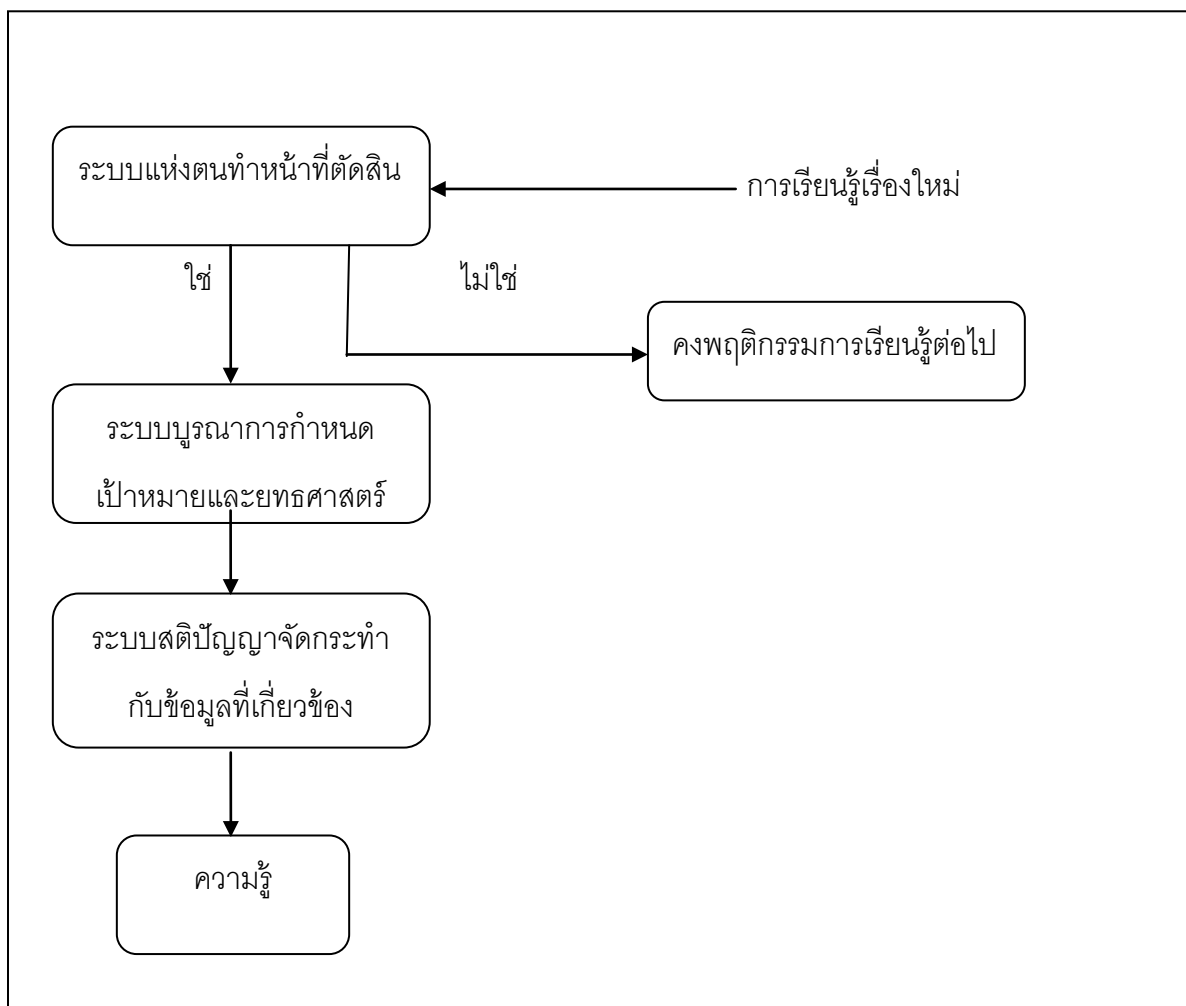 ระบบแห่งตนทำหน้าที่ตัดสิน
การเรียนรู้เรื่องใหม่
ใช่
ไม่ใช่
คงพฤติกรรมการเรียนรู้ต่อไป
ระบบบูรณาการกำหนด
เป้าหมายและยทธศาสตร์
ระบบสติปัญญาจัดกระทำ
กับข้อมูลที่เกี่ยวข้อง
ความรู้